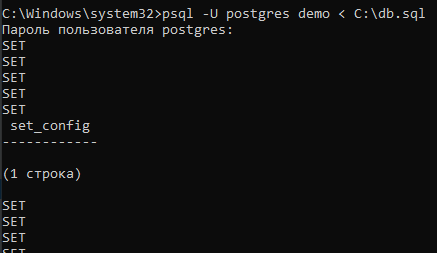 C:\Windows\system32>psql -U postgres demo < C:\db.sql
Пароль пользователя postgres:
SET
SET
SET
SET
SET
 set_config
------------

(1 строка)

SET
SET
SET
SET